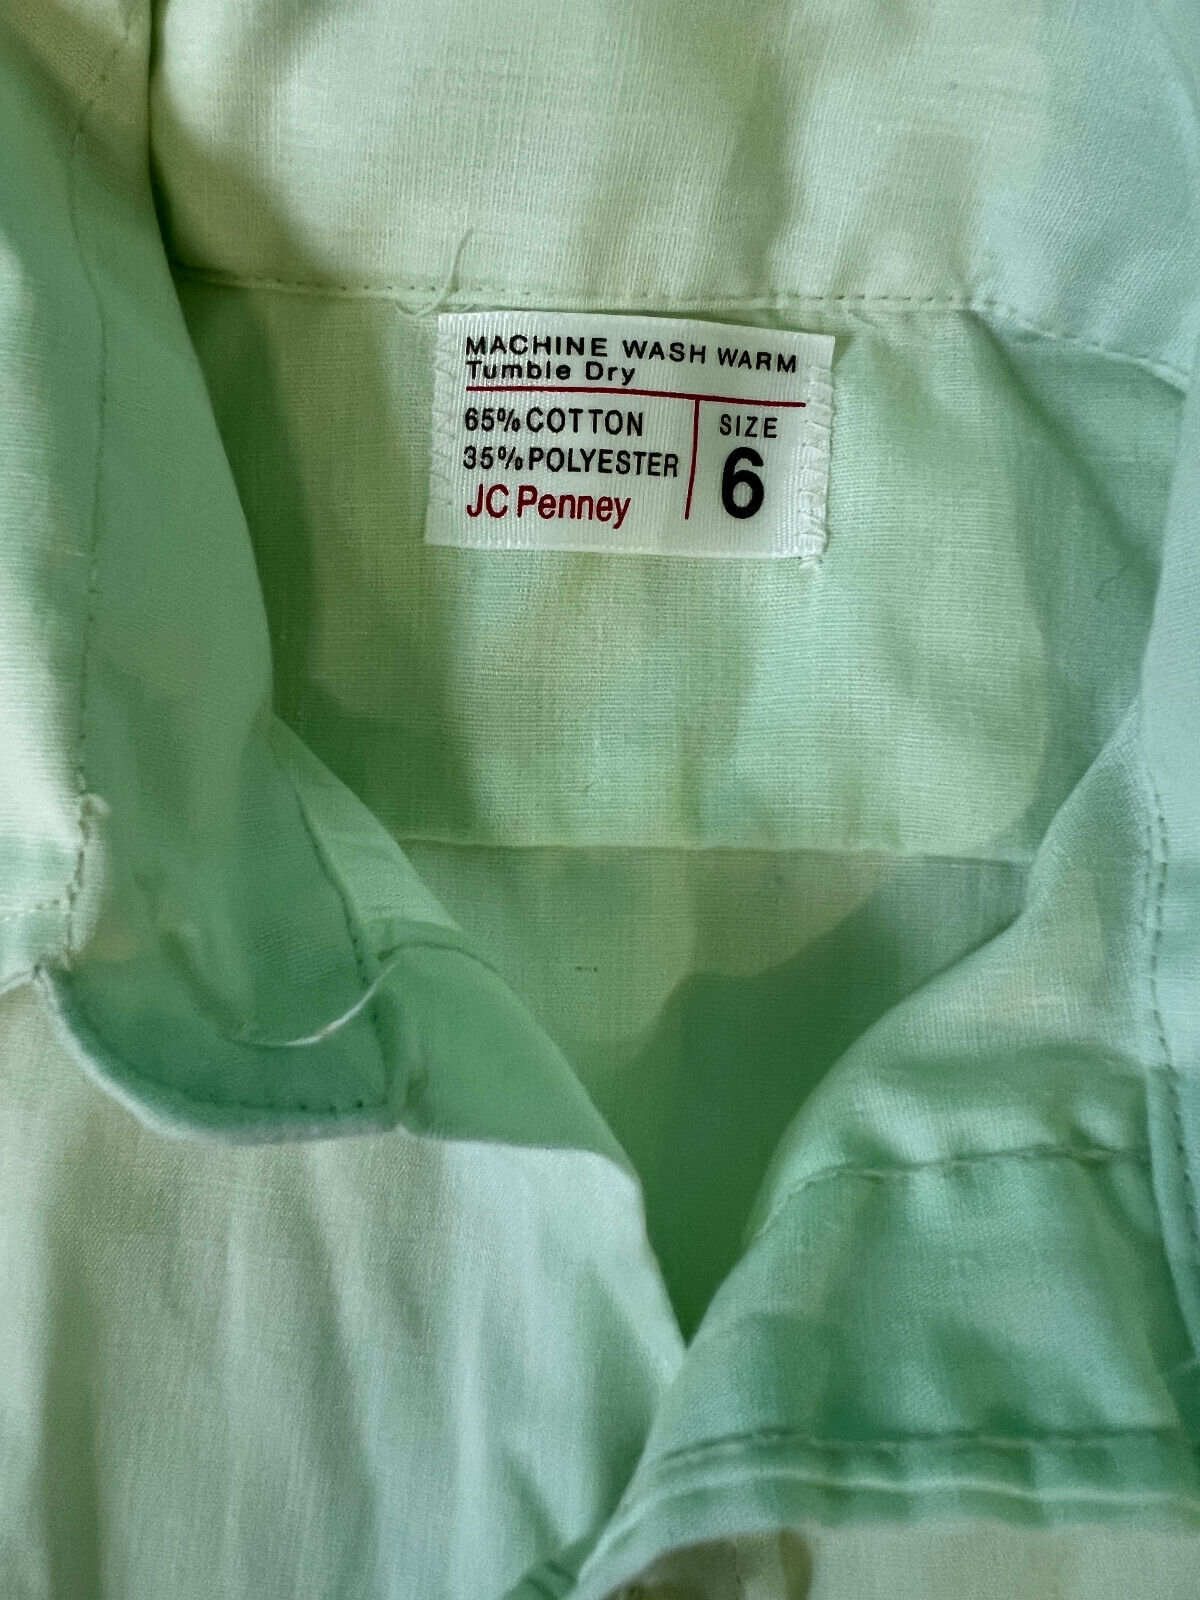 MACHINE WASH WARM
Tumble Dry
65% COTTON
35% POLYESTER
JC Penney
SIZE
6